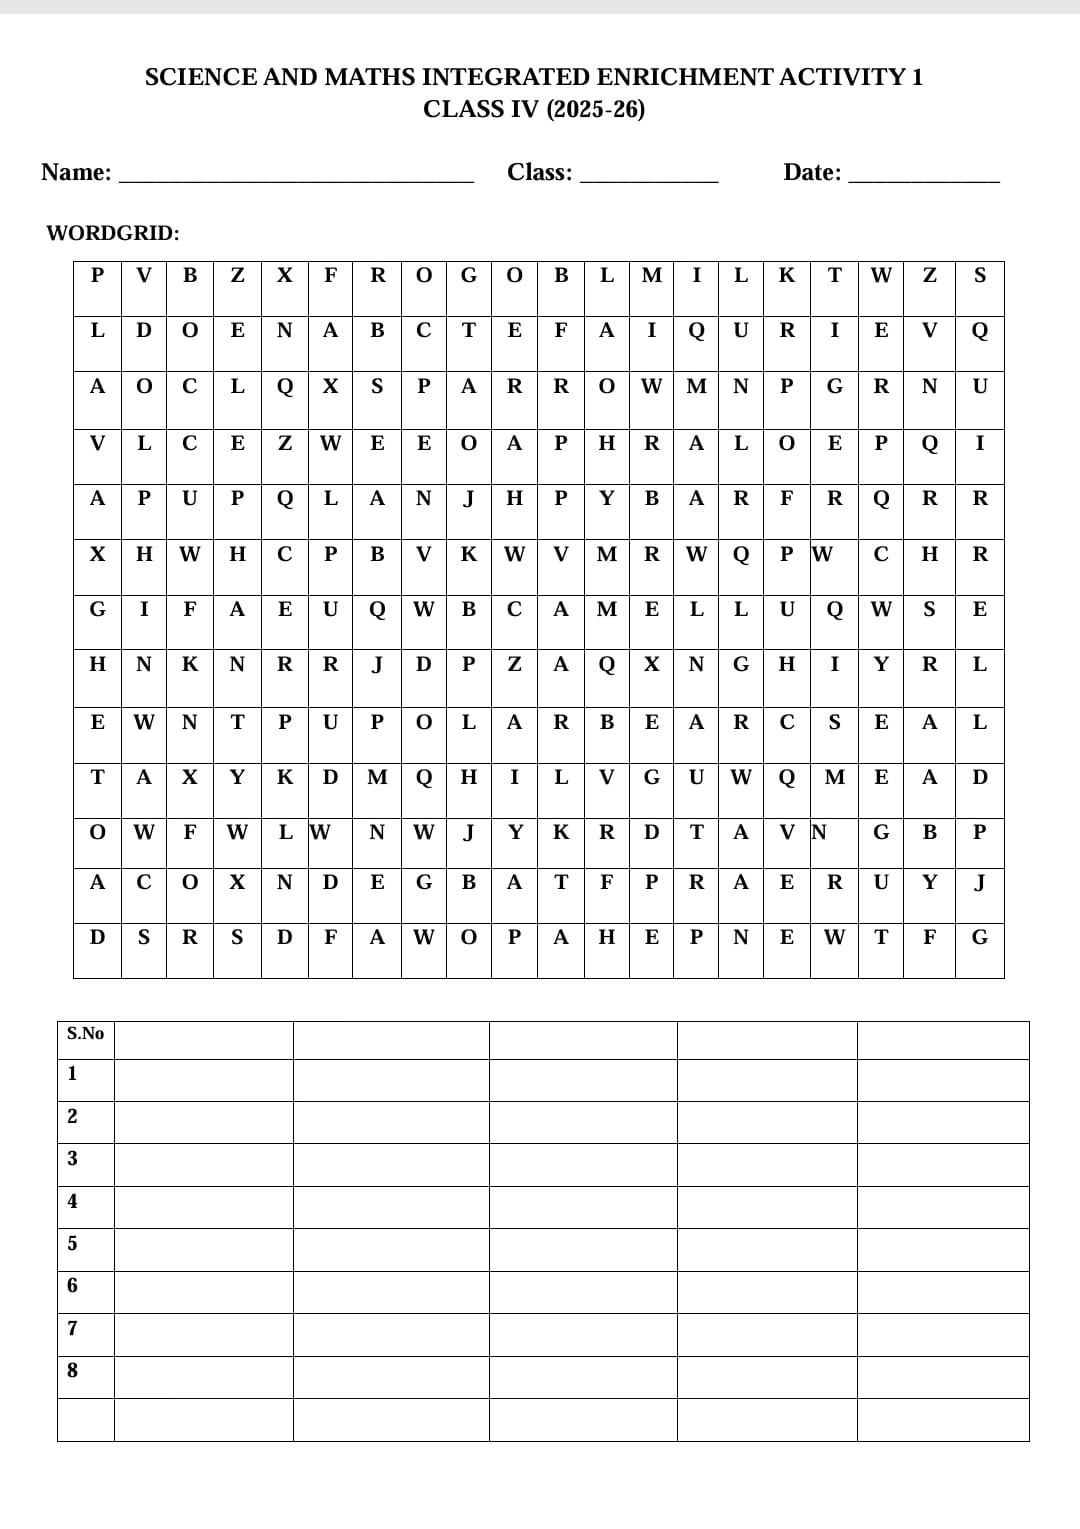 SCIENCE AND MATHS INTEGRATED ENRICHMENT ACTIVITY 1
CLASS IV (2025-26)
Name: ____________________________ Class: ___________ Date: ____________
WORDGRID:
P V B Z X F R O G O B L M I L K T W Z S
L D O E N A B C T E F A I Q U R I E V Q
A O C L Q X S P A R R O W M N P G R N U
V L C E Z W E E O A P H R A L O E P Q I
A P U P Q L A N J H P Y B A R F R Q R R
X H W H C P B V K W V M R W Q P W C H R
G I F A E U Q W B C A M E L L U Q W S E
H N K N R R J D P Z A Q X N G H I Y R L
E W N T P U P O L A R B E A R C S E A L
T A X Y K D M Q H I L V G U W Q M E A D
O W F W L W N W J Y K R D T A V N G B P
A C O X N D E G B A T F P R A E R U Y J
D S R S D F A W O P A H E P N E W T F G
S.No
1
2
3
4
5
6
7
8